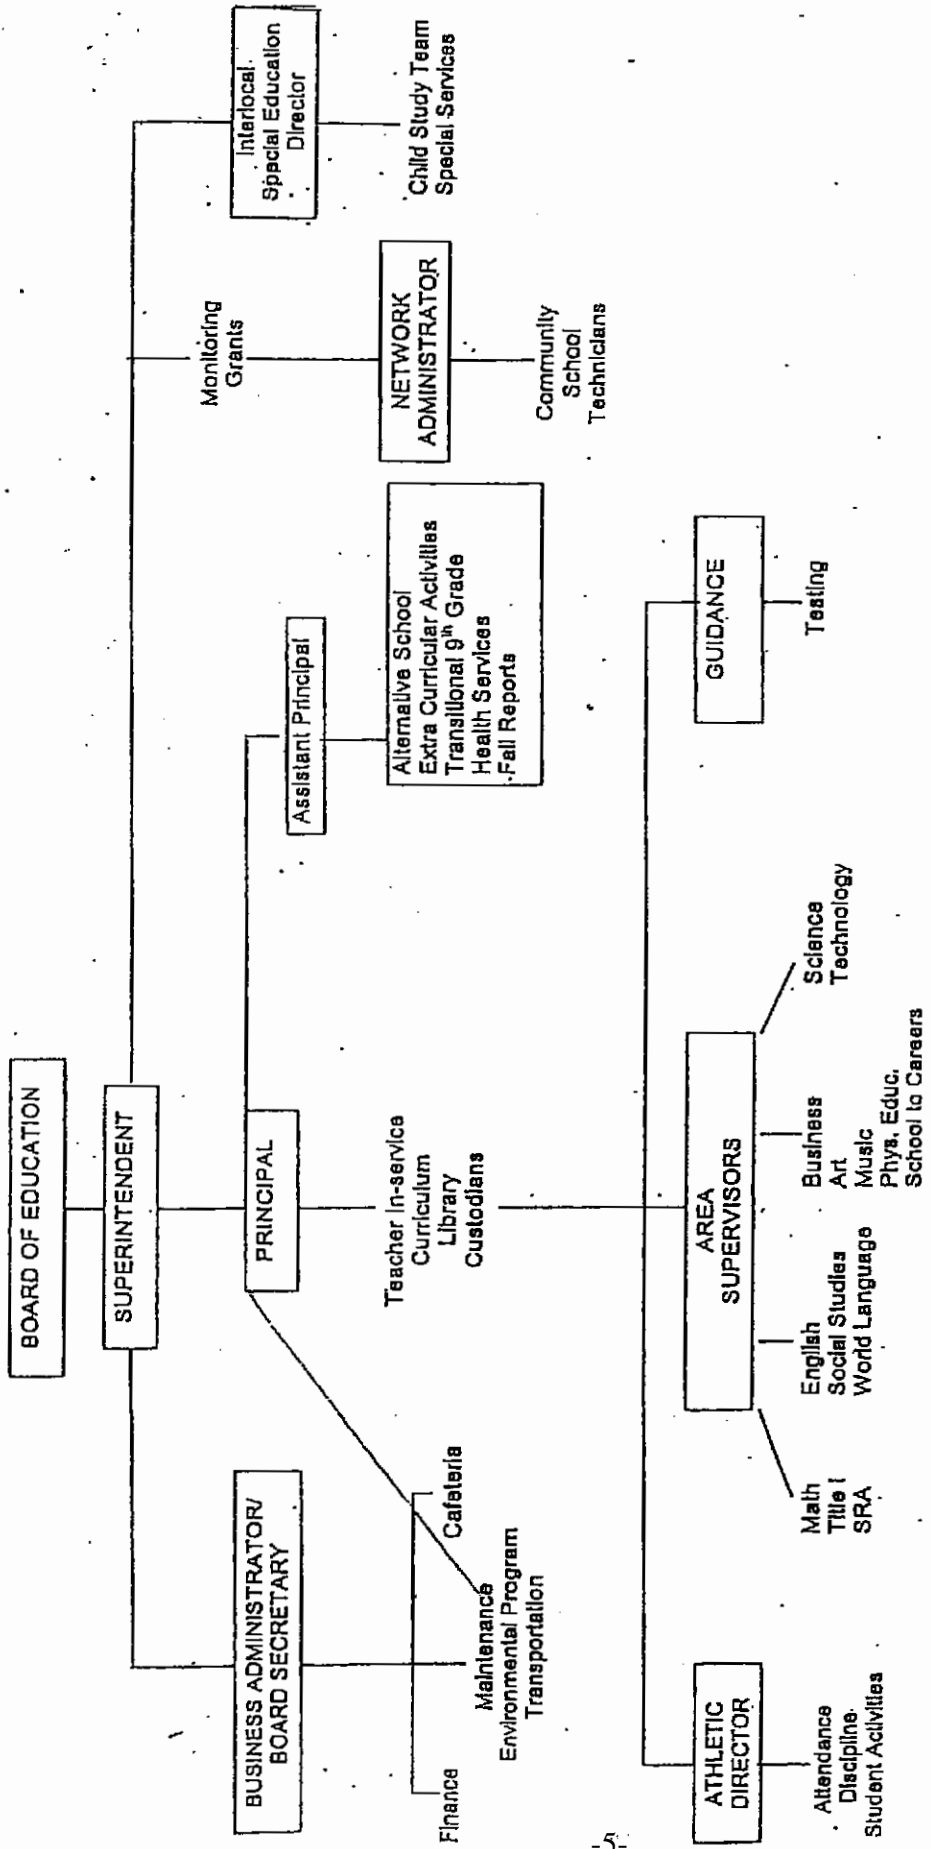 BOARD OF EDUCATION
SUPERINTENDENT
BUSINESS ADMINISTRATOR/
BOARD SECRETARY
Finance
Cafeteria
Maintenance
Environmental Program
Transportation
PRINCIPAL
Assistant Principal
Alternative School
Extra Curricular Activities
Transitional 9th Grade
Health Services
Fall Reports
Monitoring
Grants
NETWORK
ADMINISTRATOR
Community
School
Technicians
Interlocal
Special Education
Director
Child Study Team
Special Services
Teacher In-service
Curriculum
Library
Custodians
ATHLETIC
DIRECTOR
Attendance
Discipline
Student Activities
AREA
SUPERVISORS
Math
Title I
SRA
English
Social Studies
World Language
Business
Art
Music
Phys. Educ.
School to Careers
Science
Technology
GUIDANCE
Testing
-5-